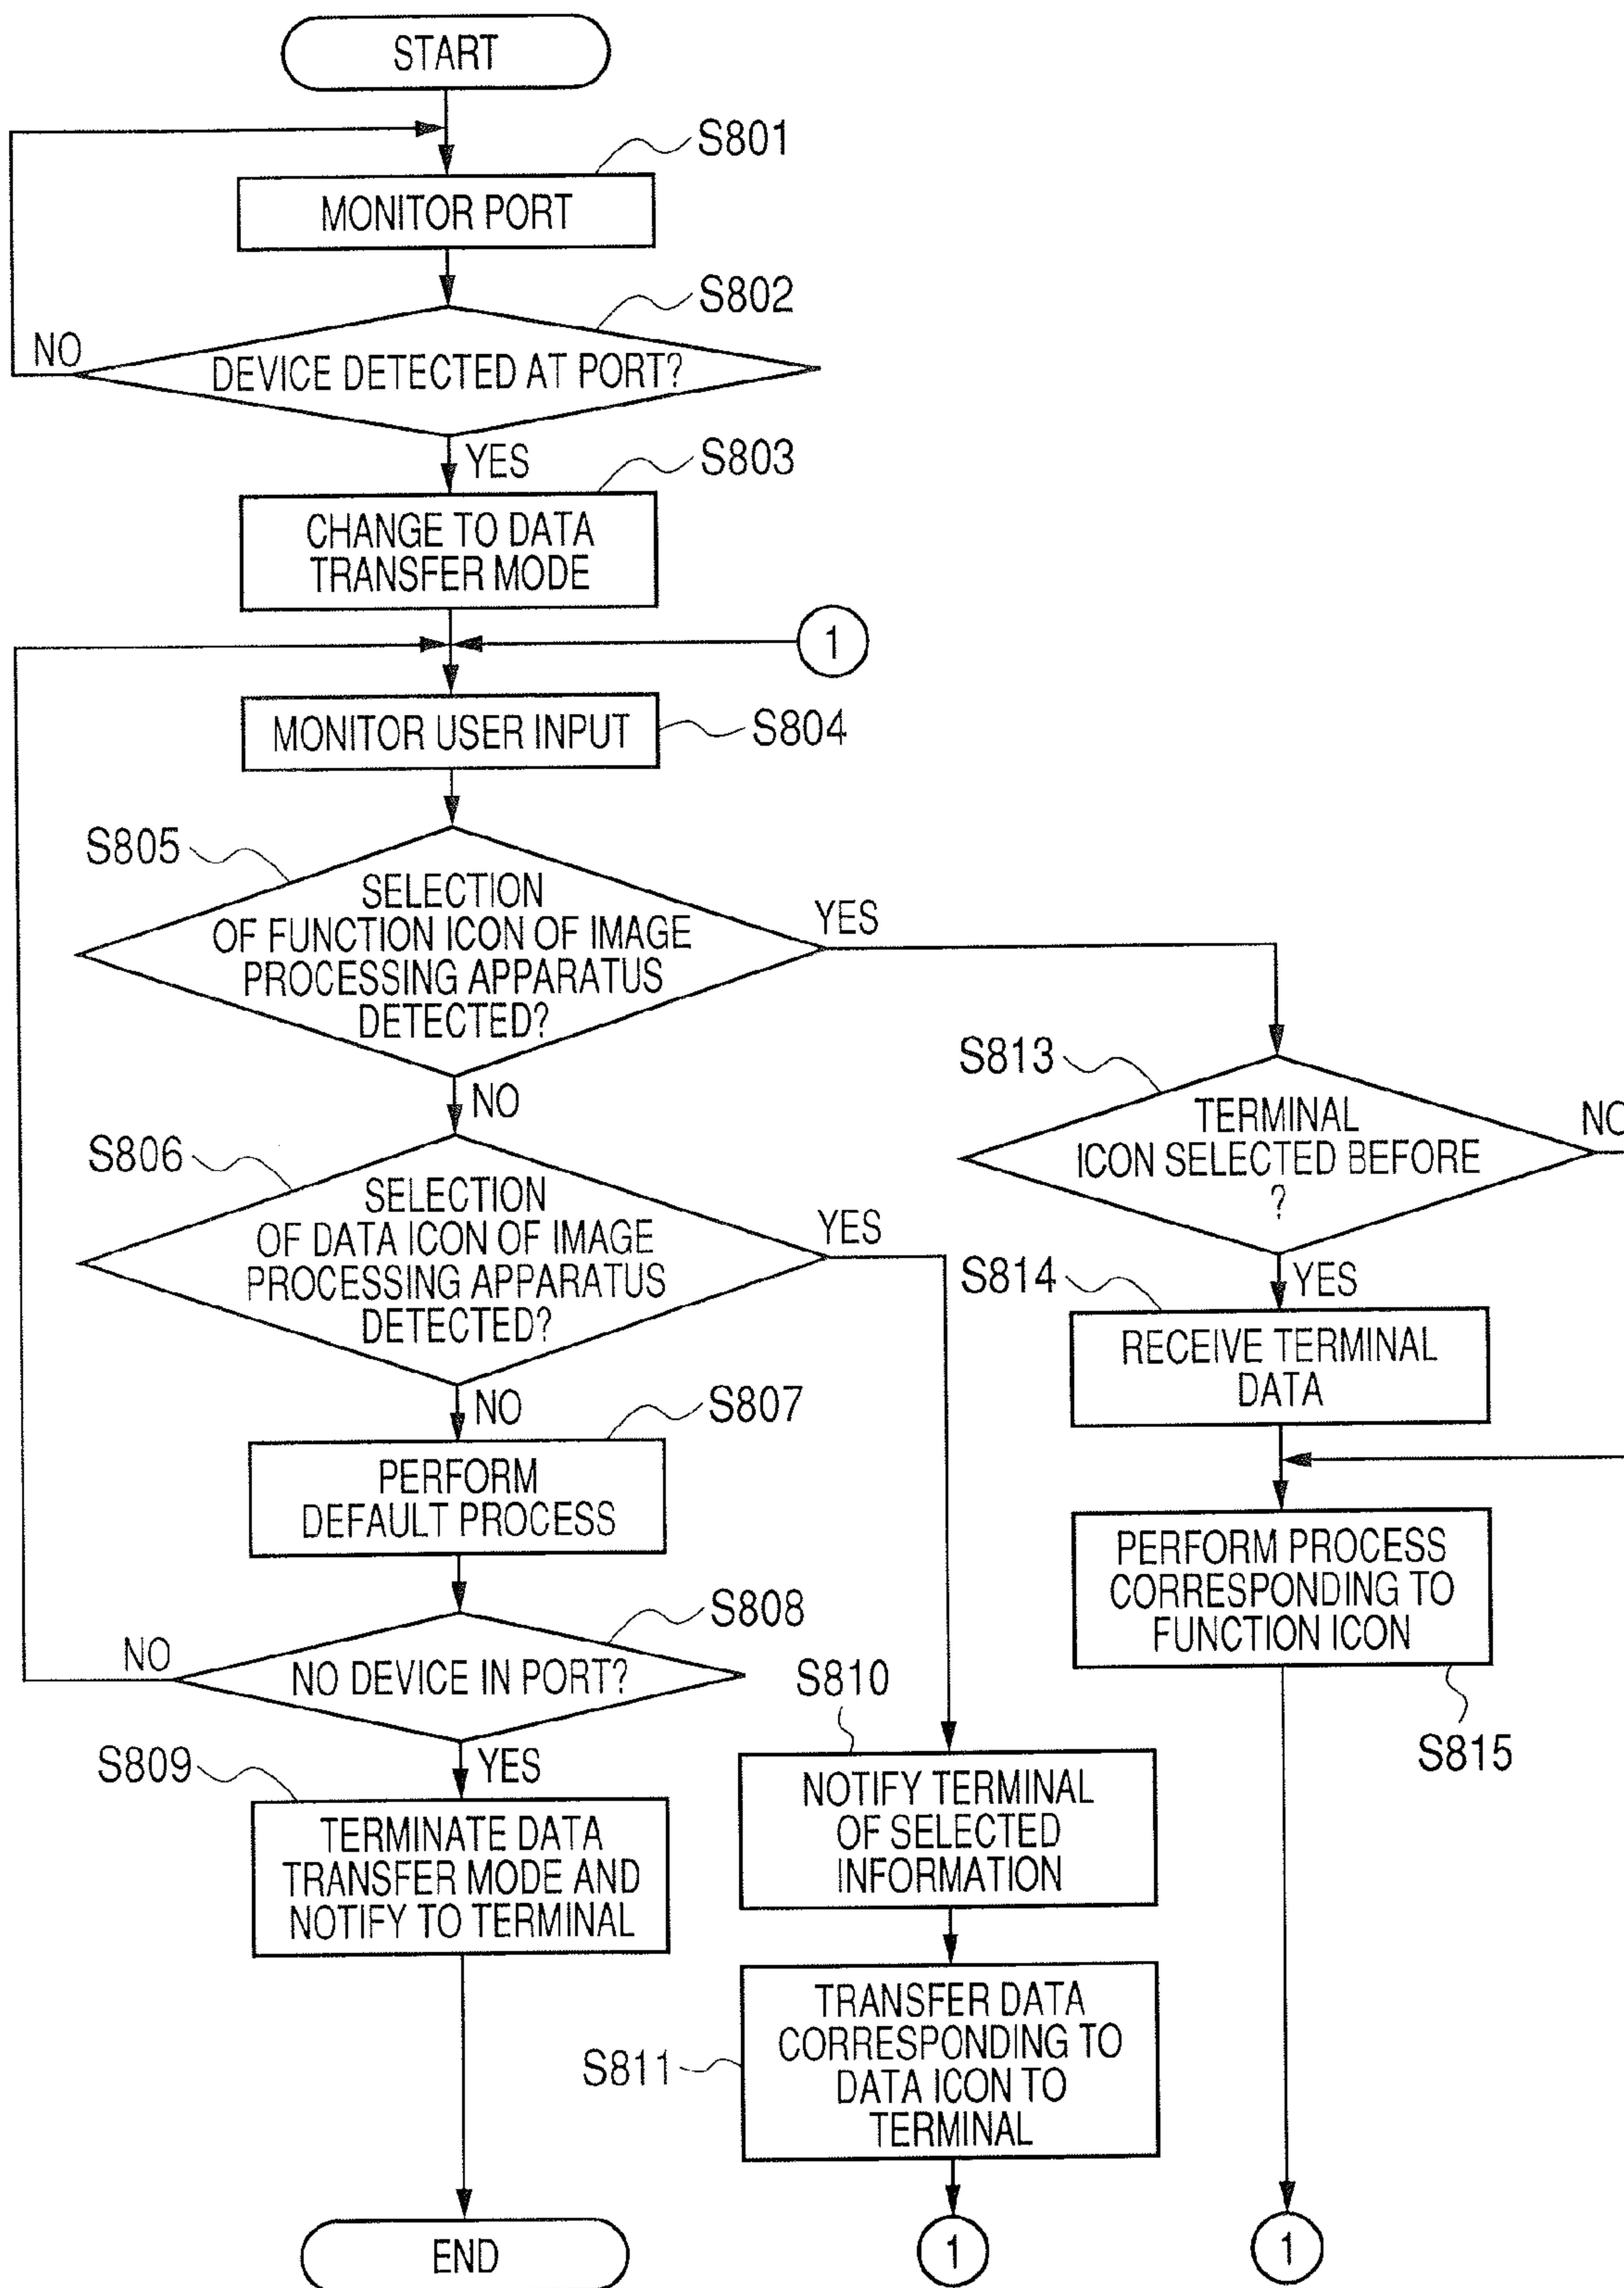 START
S801
MONITOR PORT
S802
NO
DEVICE DETECTED AT PORT?
YES
S803
CHANGE TO DATA
TRANSFER MODE
1
MONITOR USER INPUT
S804
S805
SELECTION
OF FUNCTION ICON OF IMAGE
PROCESSING APPARATUS
DETECTED?
YES
NO
S813
TERMINAL
ICON SELECTED BEFORE
?
NO
YES
S806
SELECTION
OF DATA ICON OF IMAGE
PROCESSING APPARATUS
DETECTED?
YES
NO
S814
RECEIVE TERMINAL
DATA
S807
PERFORM
DEFAULT PROCESS
PERFORM PROCESS
CORRESPONDING TO
FUNCTION ICON
S815
S808
NO
NO DEVICE IN PORT?
YES
S809
TERMINATE DATA
TRANSFER MODE AND
NOTIFY TO TERMINAL
S810
NOTIFY TERMINAL
OF SELECTED
INFORMATION
S811
TRANSFER DATA
CORRESPONDING TO
DATA ICON TO
TERMINAL
END
1
1